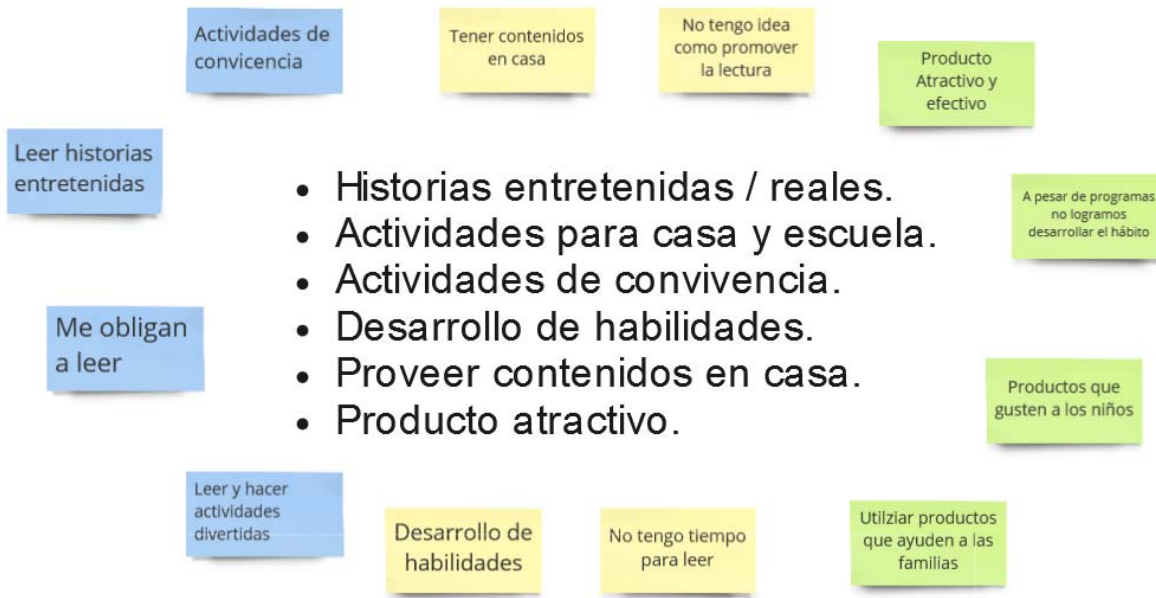 Actividades de
convicencia
Tener contenidos
en casa
No tengo idea
como promover
la lectura
Producto
Atractivo y
efectivo
Leer historias
entretenidas
• Historias entretenidas / reales.
• Actividades para casa y escuela.
• Actividades de convivencia.
• Desarrollo de habilidades.
• Proveer contenidos en casa.
• Producto atractivo.
A pesar de programas
no logramos
desarrollar el hábito
Me obligan
a leer
Productos que
gusten a los niños
Leer y hacer
actividades
divertidas
Desarrollo de
habilidades
No tengo tiempo
para leer
Utilziar productos
que ayuden a las
familias